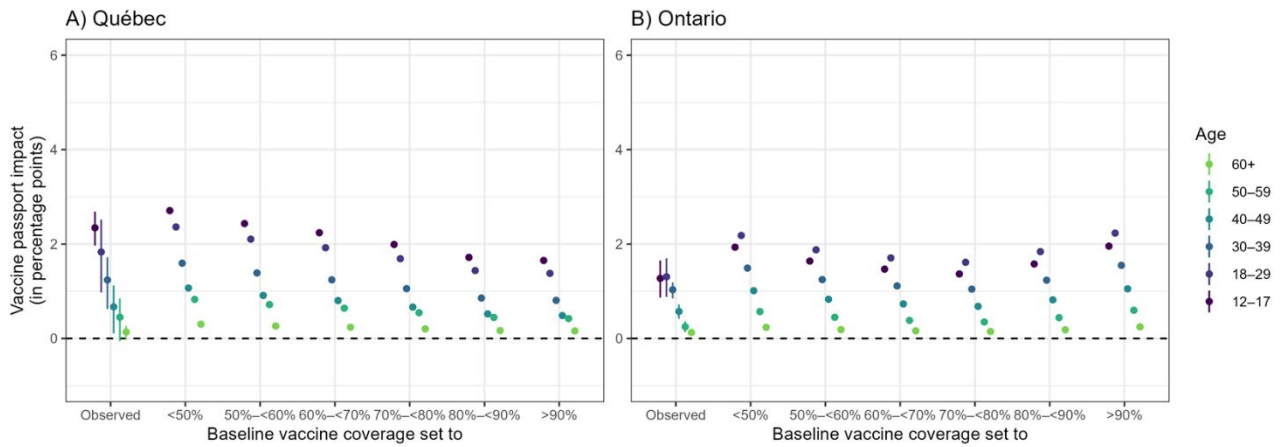 A) Québec
B) Ontario
Vaccine passport impact
(in percentage points)
6
4
2
0
Observed <50% 50%–<60% 60%–<70% 70%–<80% 80%–<90% >90%
Baseline vaccine coverage set to
Observed <50% 50%–<60% 60%–<70% 70%–<80% 80%–<90% >90%
Baseline vaccine coverage set to
6
4
2
0
Age
60+
50–59
40–49
30–39
18–29
12–17